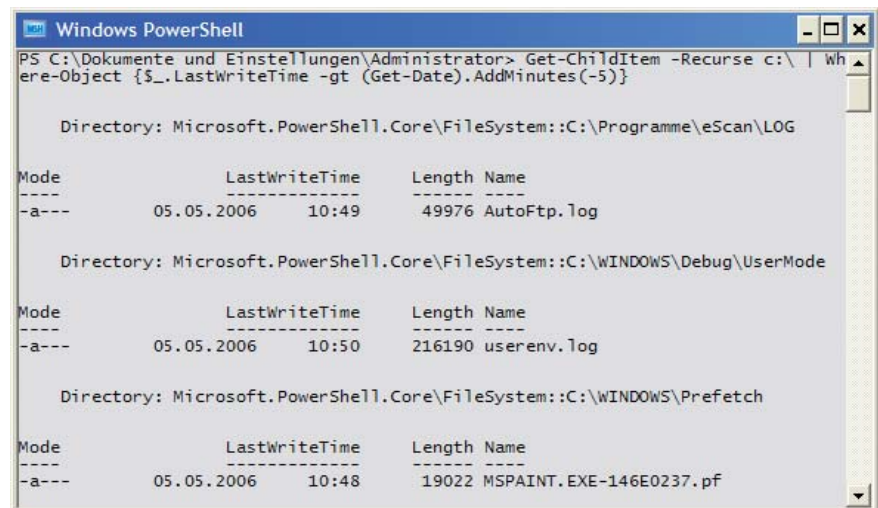 MSH Windows PowerShell
PS C:\Dokumente und Einstellungen\Administrator> Get-ChildItem -Recurse c:\ | Wh
ere-Object {$_.LastWriteTime -gt (Get-Date).AddMinutes(-5)}
Directory: Microsoft.PowerShell.Core\FileSystem::C:\Programme\eScan\LOG
Mode LastWriteTime Length Name
---- ------------- ------ ----
-a--- 05.05.2006 10:49 49976 AutoFtp.log
Directory: Microsoft.PowerShell.Core\FileSystem::C:\WINDOWS\Debug\UserMode
Mode LastWriteTime Length Name
---- ------------- ------ ----
-a--- 05.05.2006 10:50 216190 userenv.log
Directory: Microsoft.PowerShell.Core\FileSystem::C:\WINDOWS\Prefetch
Mode LastWriteTime Length Name
---- ------------- ------ ----
-a--- 05.05.2006 10:48 19022 MSPAINT.EXE-146E0237.pf